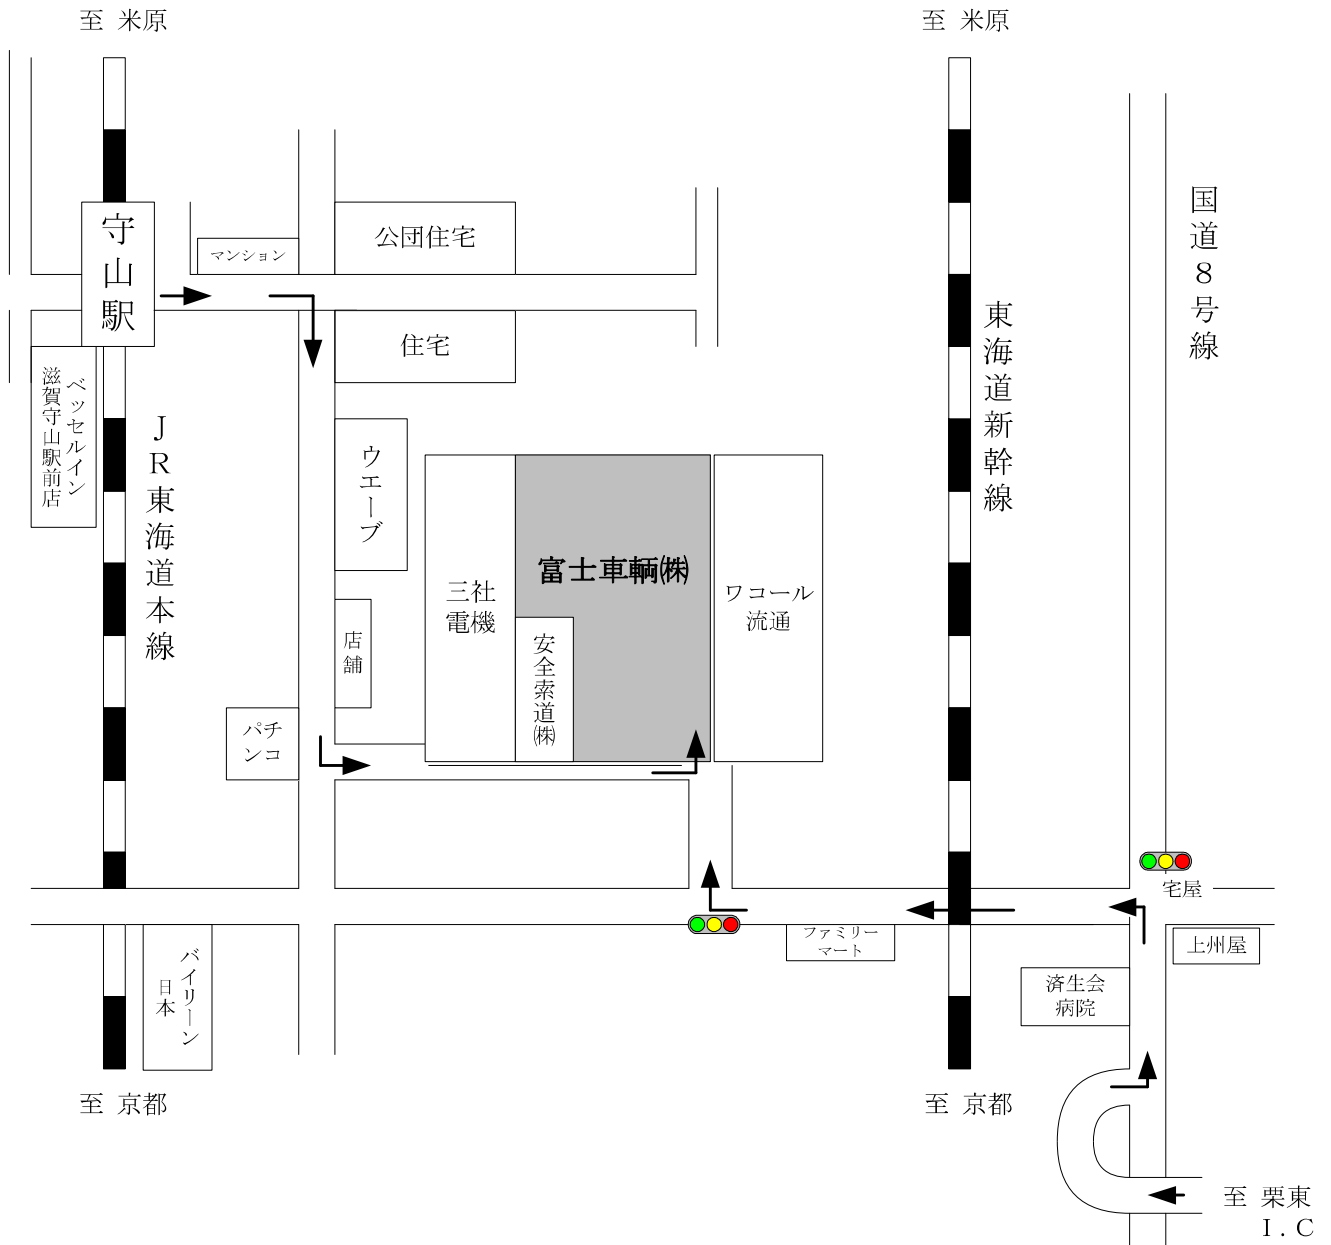 至 米原
至 米原
国道８号線
守山駅
マンション
公団住宅
住宅
東海道新幹線
ベッセルイン
滋賀守山駅前店
ＪＲ東海道本線
ウエーブ
三社
電機
富士車輌㈱
ワコール
流通
店舗
安全索道㈱
パチ
ンコ
宅屋
ファミリー
マート
上州屋
バイリーン
日本
済生会
病院
至 京都
至 京都
至 栗東
Ｉ.Ｃ